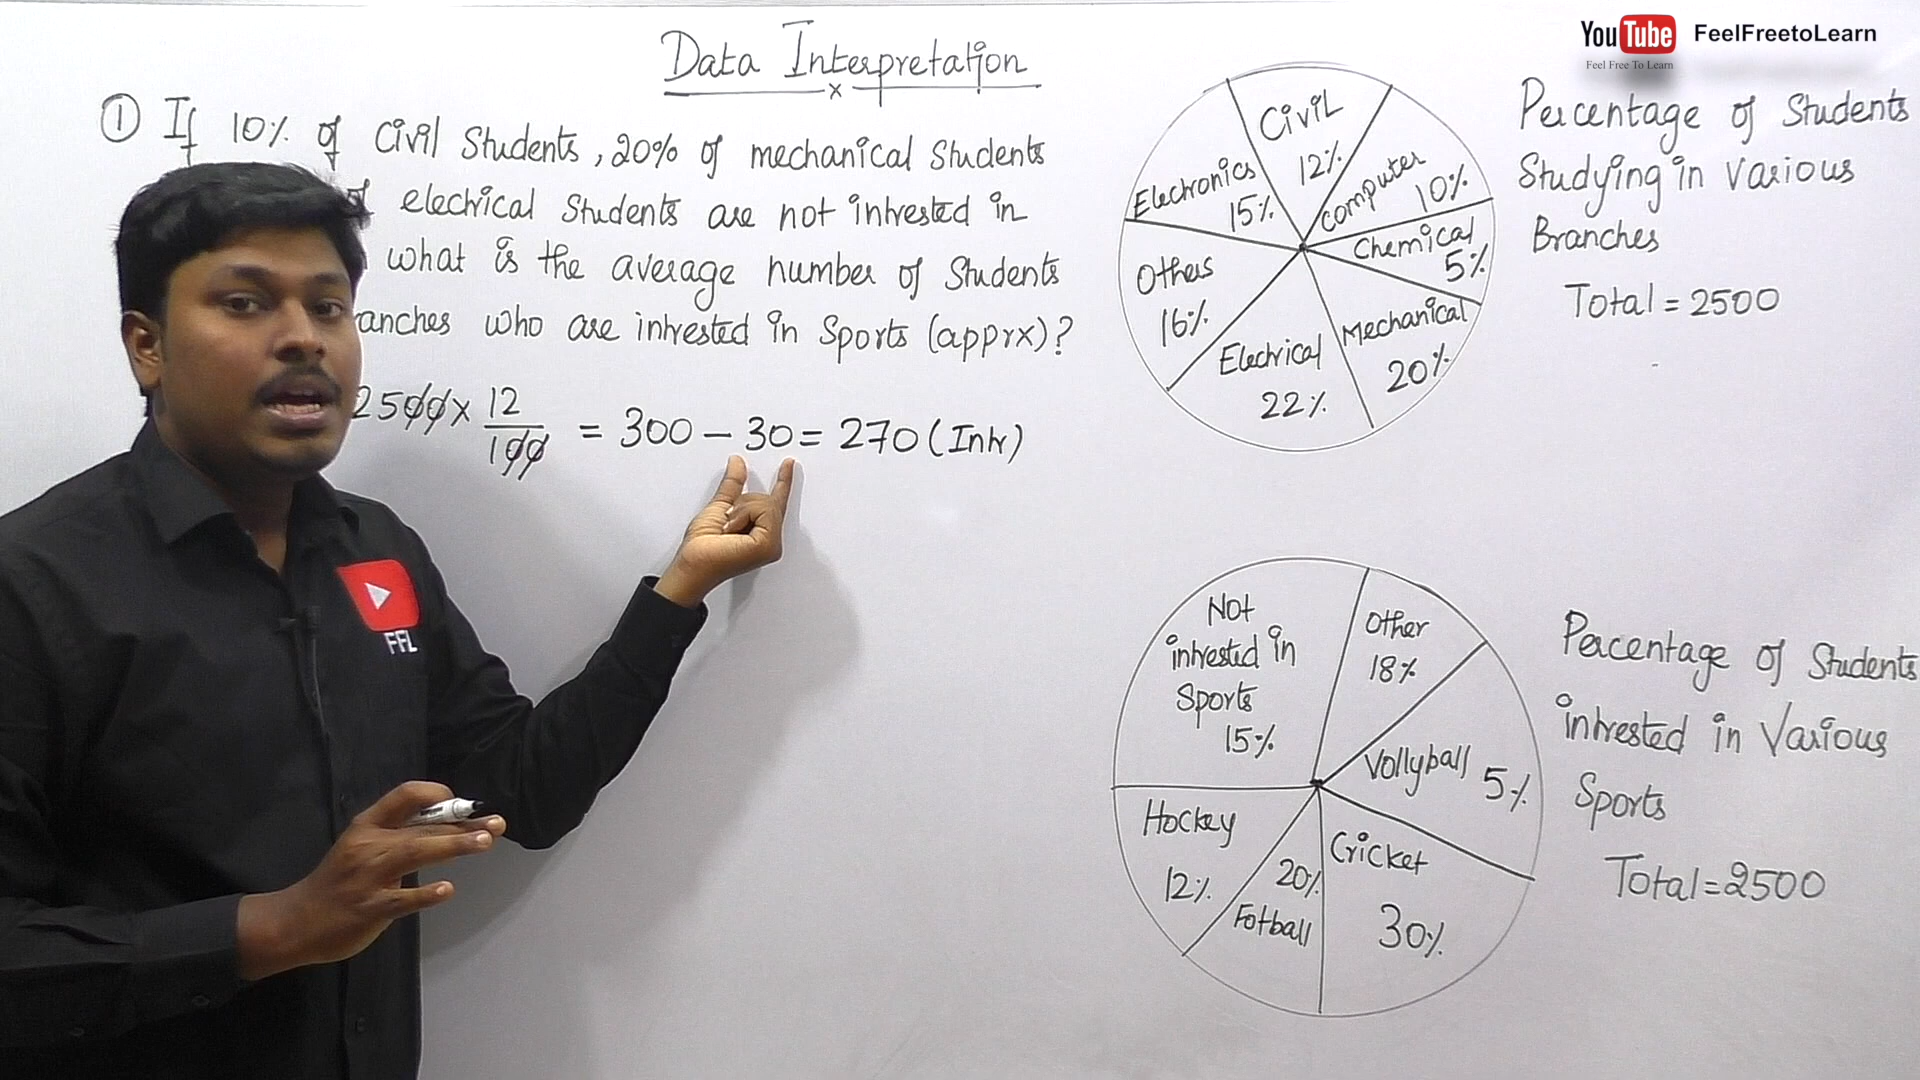 Data Interpretation
x
YouTube FeelFreetoLearn
Feel Free To Learn
① If 10% of Civil Students, 20% of mechanical Students
of electrical Students are not intrested in
what is the average number of Students
ranches who are intrested in Sports (apprx)?
2500 x 12/100 = 300 - 30 = 270 (Intr)
Civil
12%
Computer
10%
Chemical
5%
Mechanical
20%
Electrical
22%
Others
16%
Electronics
15%
Percentage of Students
Studying in Various
Branches
Total = 2500
Not
intrested in
Sports
15%
Other
18%
Vollyball 5%
Cricket
30%
20%
Fotball
Hockey
12%
Percentage of Students
intrested in Various
Sports
Total = 2500
FFL